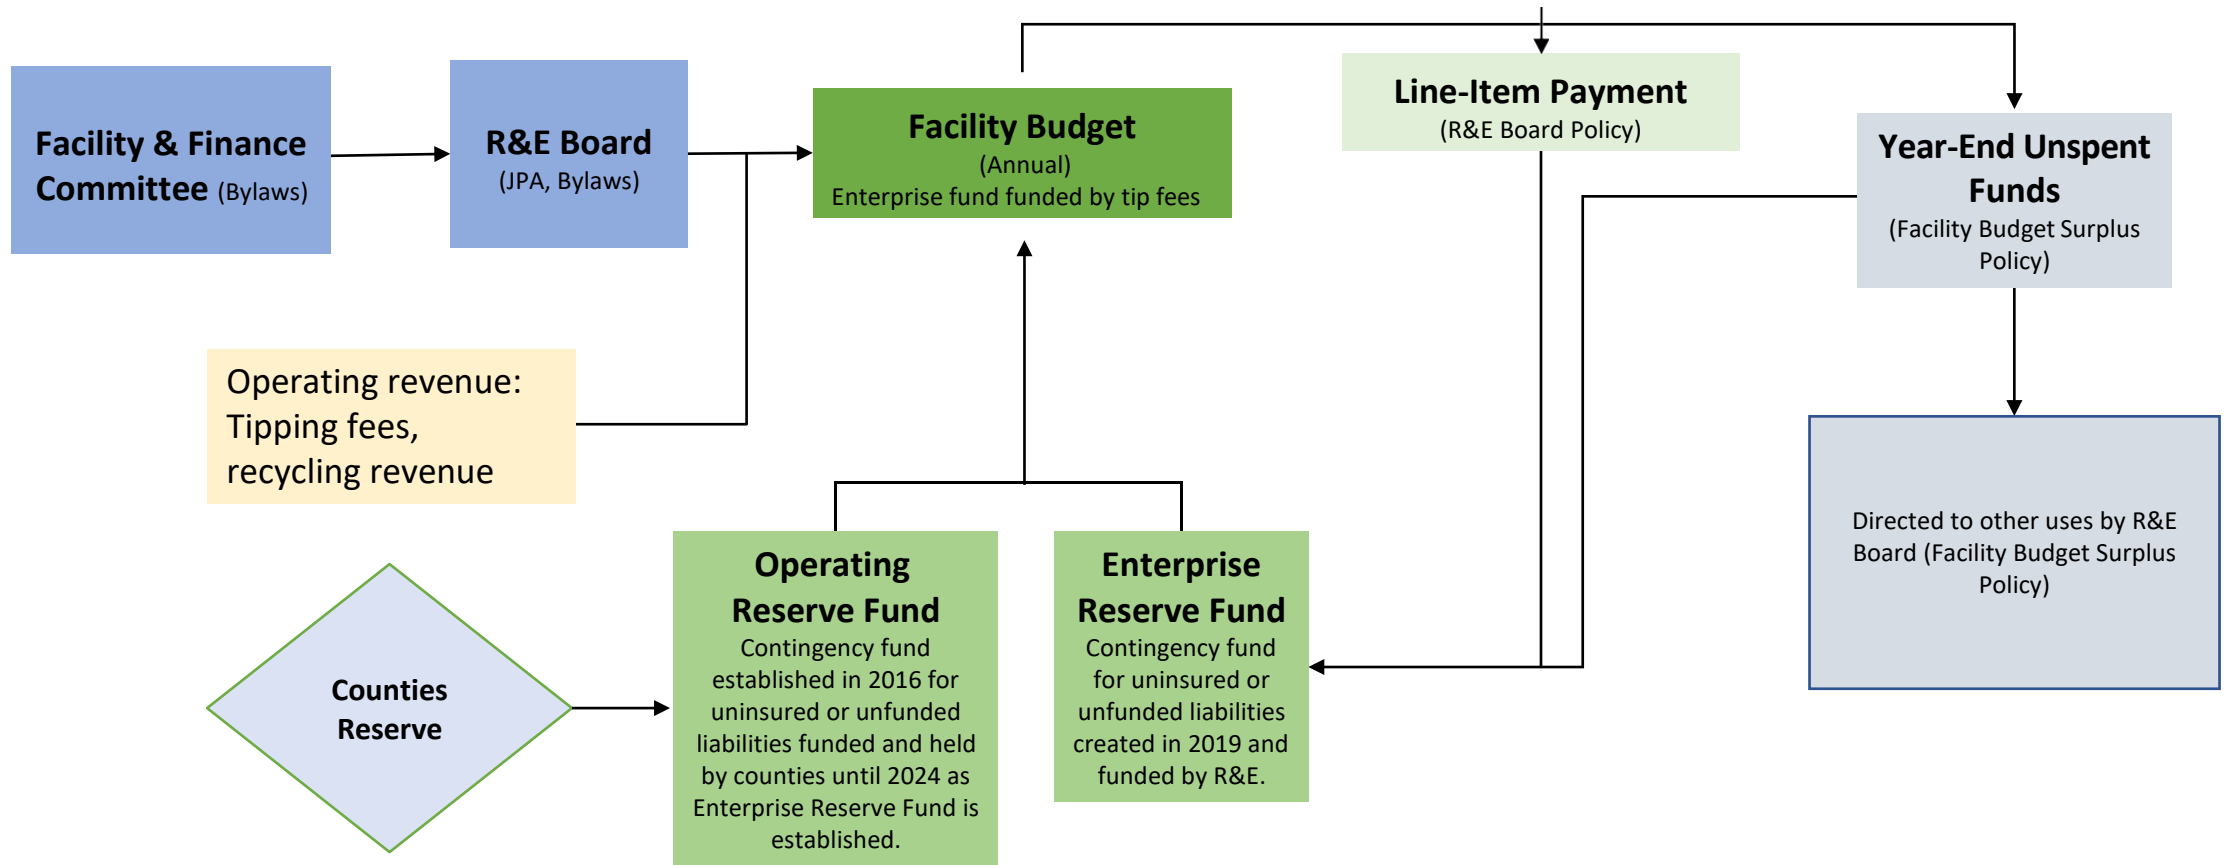 Facility & Finance
Committee (Bylaws)
R&E Board
(JPA, Bylaws)
Facility Budget
(Annual)
Enterprise fund funded by tip fees
Line-Item Payment
(R&E Board Policy)
Year-End Unspent
Funds
(Facility Budget Surplus
Policy)
Operating revenue:
Tipping fees,
recycling revenue
Directed to other uses by R&E
Board (Facility Budget Surplus
Policy)
Counties
Reserve
Operating
Reserve Fund
Contingency fund
established in 2016 for
uninsured or unfunded
liabilities funded and held
by counties until 2024 as
Enterprise Reserve Fund is
established.
Enterprise
Reserve Fund
Contingency fund
for uninsured or
unfunded liabilities
created in 2019 and
funded by R&E.